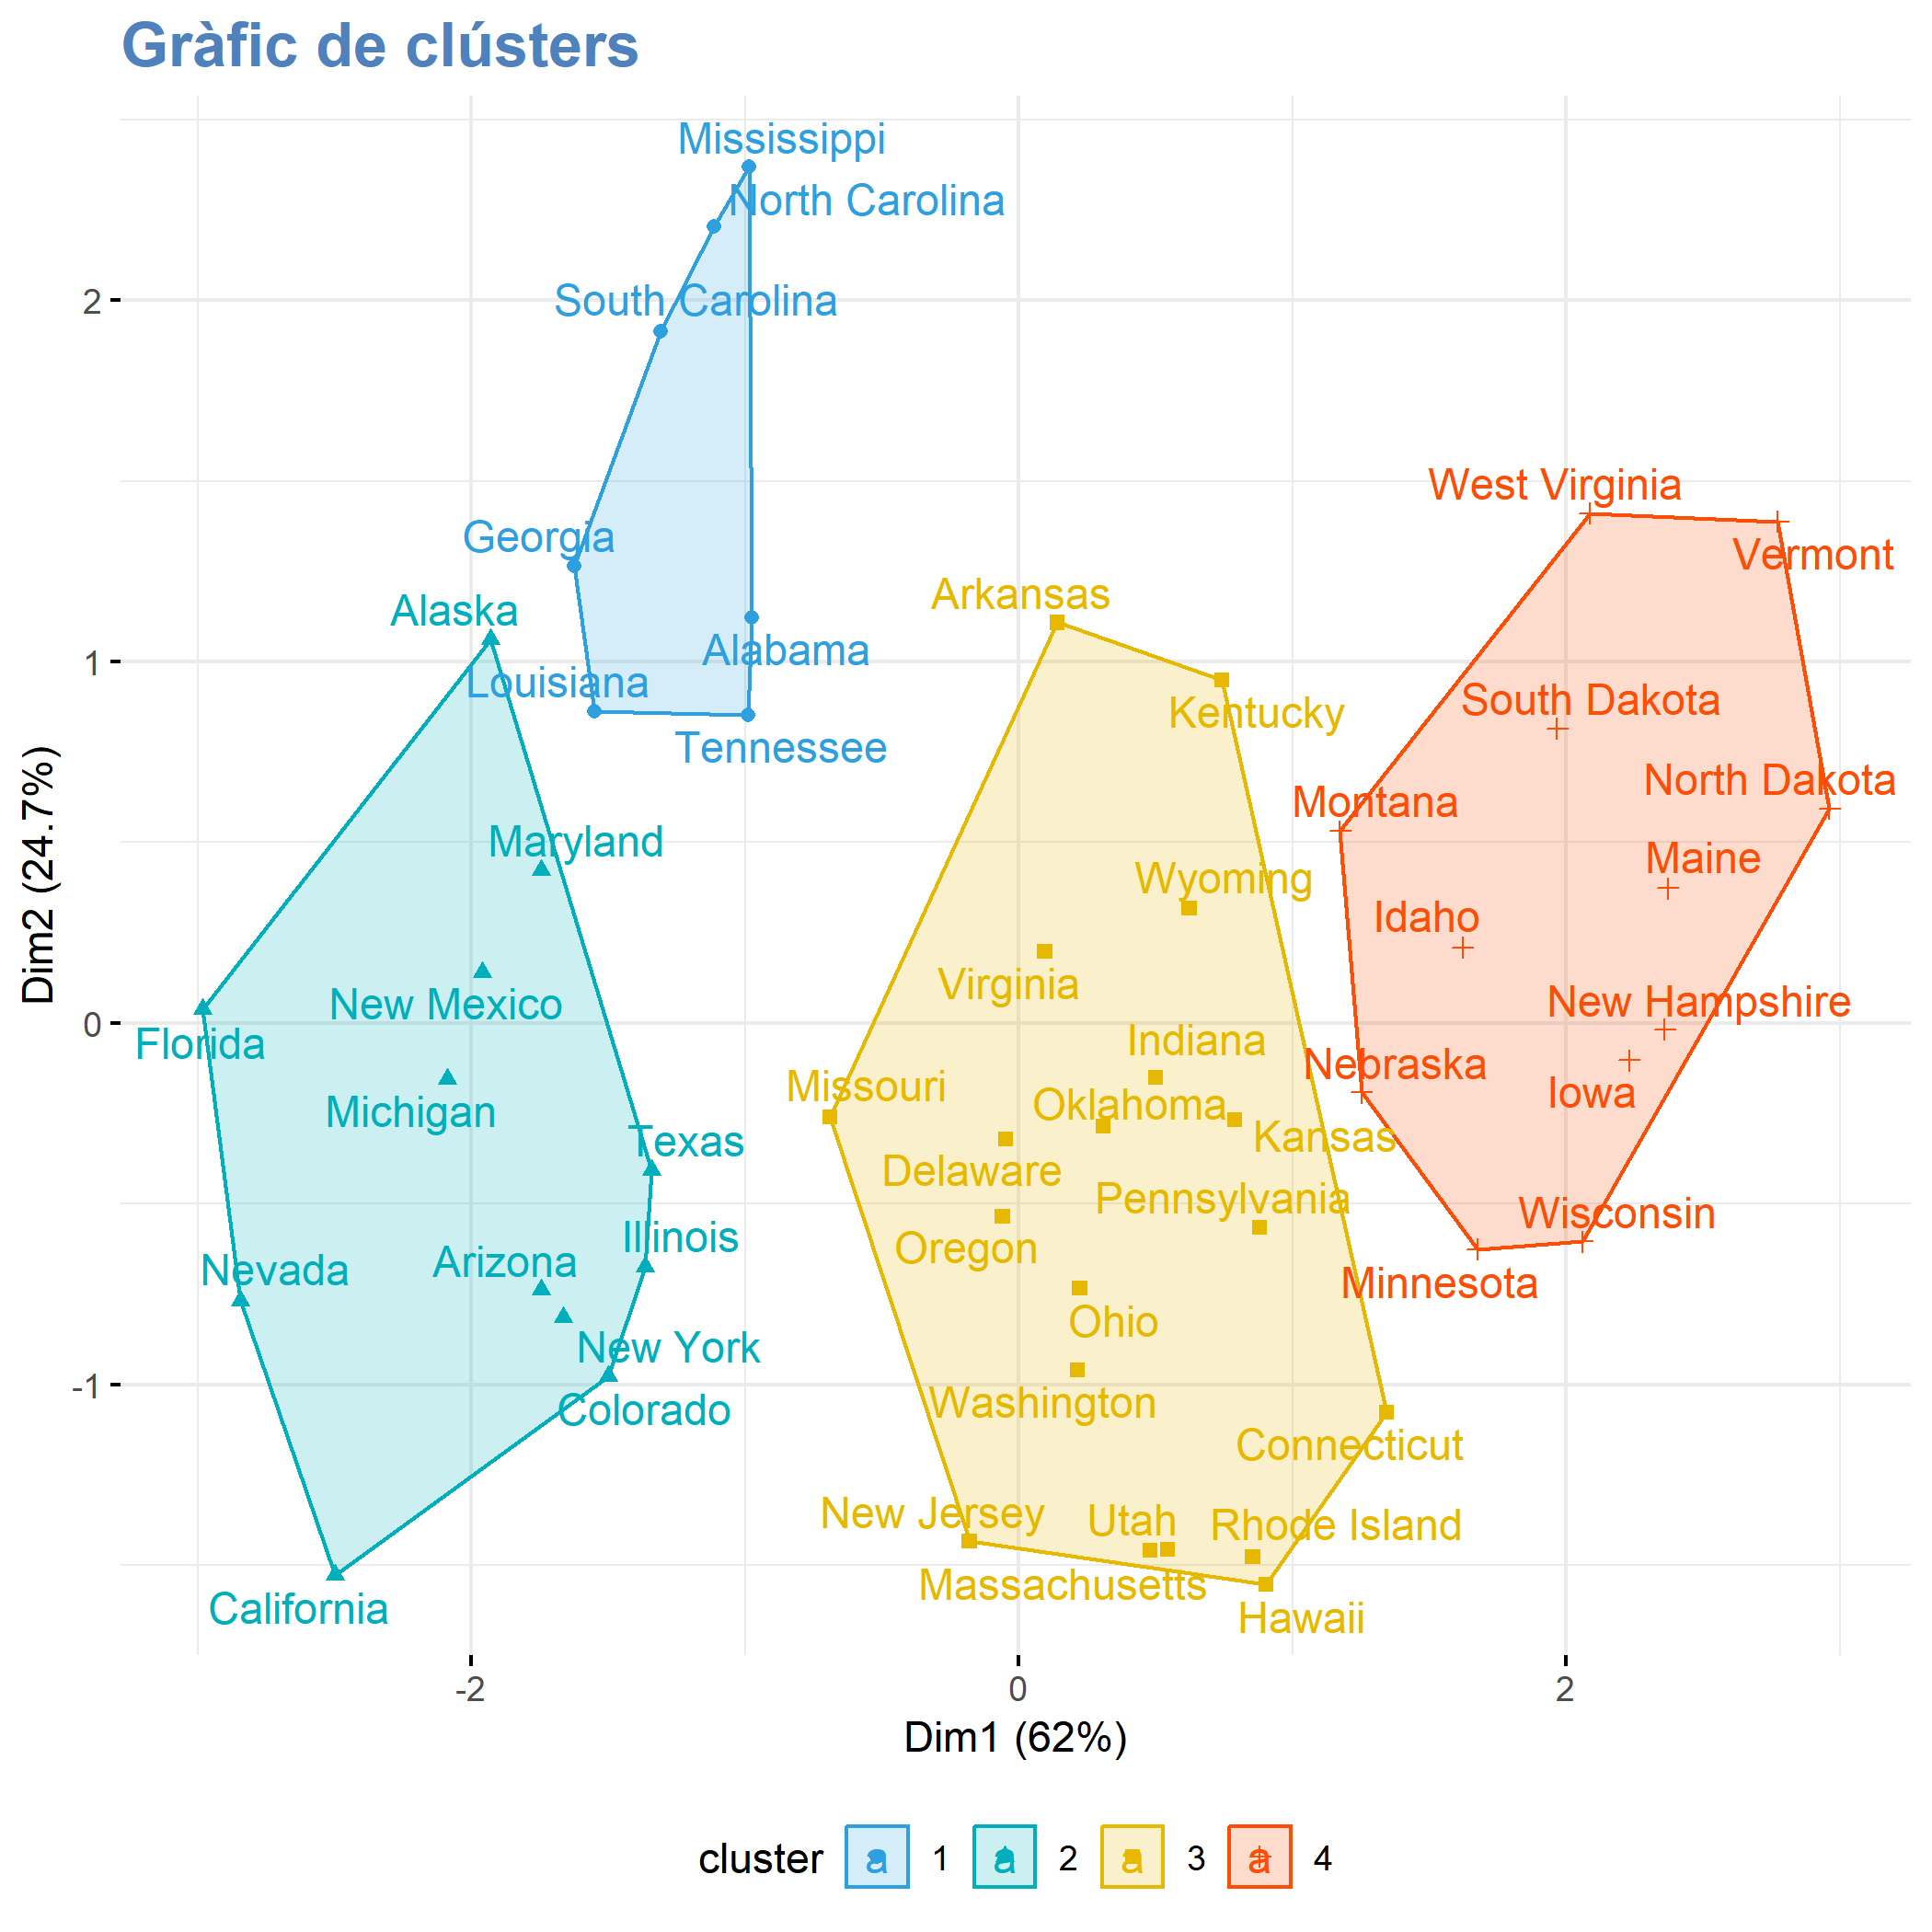 Gràfic de clústers
Mississippi
North Carolina
2
South Carolina
West Virginia
Georgia
Vermont
Arkansas
Alaska
Alabama
1
Louisiana
South Dakota
Kentucky
Tennessee
North Dakota
Montana
Maryland
Maine
Wyoming
Idaho
Dim2 (24.7%)
Virginia
New Hampshire
New Mexico
0
Indiana
Florida
Nebraska
Missouri
Iowa
Oklahoma
Michigan
Kansas
Texas
Delaware
Pennsylvania
Wisconsin
Illinois
Oregon
Arizona
Nevada
Minnesota
Ohio
New York
-1
Washington
Colorado
Connecticut
New Jersey
Utah
Rhode Island
Massachusetts
California
Hawaii
-2 0 2
Dim1 (62%)
cluster a 1 a 2 a 3 a 4